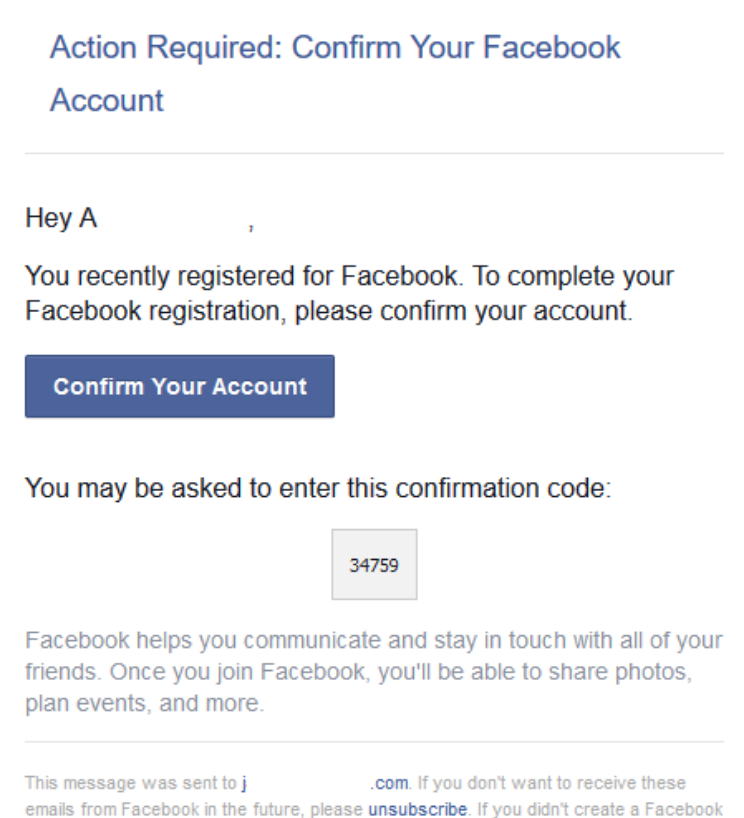 Action Required: Confirm Your Facebook
Account
Hey A ,
You recently registered for Facebook. To complete your
Facebook registration, please confirm your account.
Confirm Your Account
You may be asked to enter this confirmation code:
34759
Facebook helps you communicate and stay in touch with all of your
friends. Once you join Facebook, you'll be able to share photos,
plan events, and more.
This message was sent to j .com. If you don't want to receive these
emails from Facebook in the future, please unsubscribe. If you didn't create a Facebook